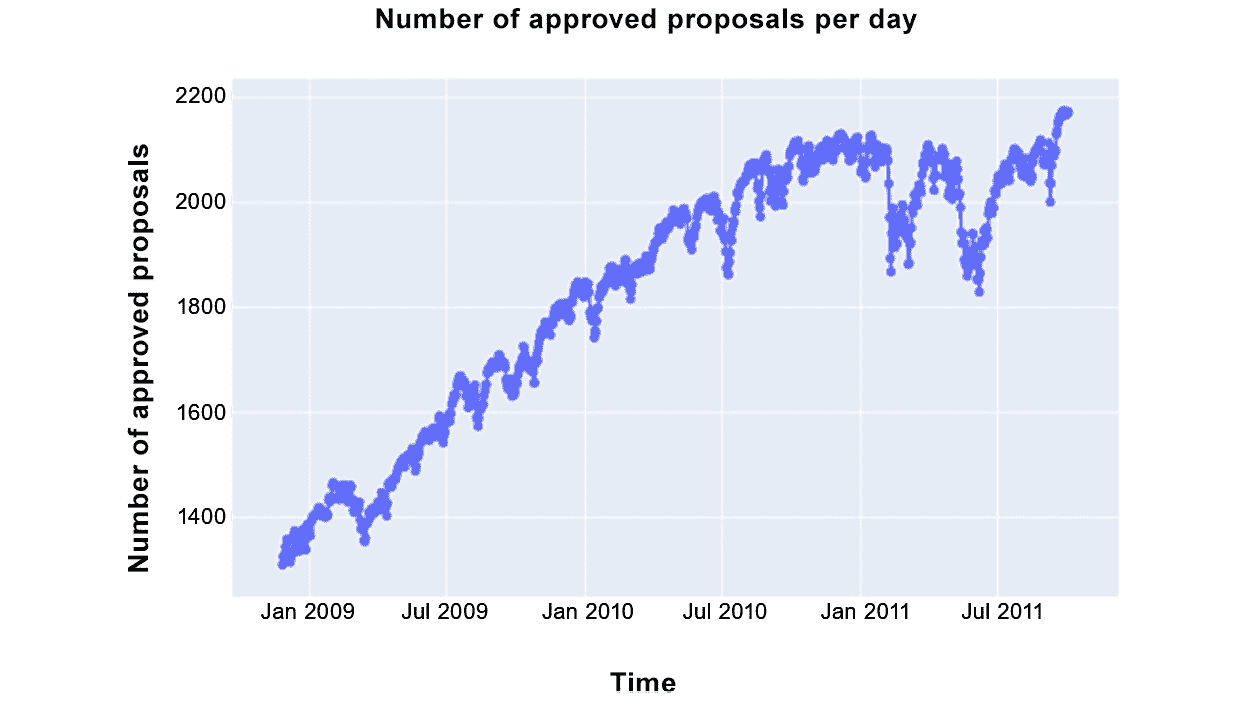 Number of approved proposals per day
Number of approved proposals
2200
2000
1800
1600
1400
Jan 2009 Jul 2009 Jan 2010 Jul 2010 Jan 2011 Jul 2011
Time